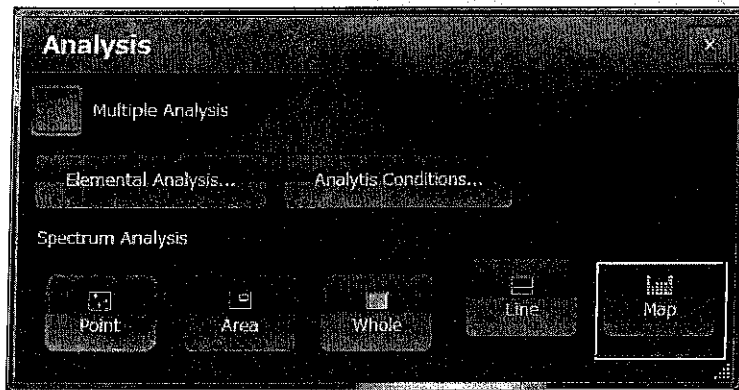 Analysis
Multiple Analysis
Elemental Analysis... Analytis Conditions...
Spectrum Analysis
Point Area Whole Line Map